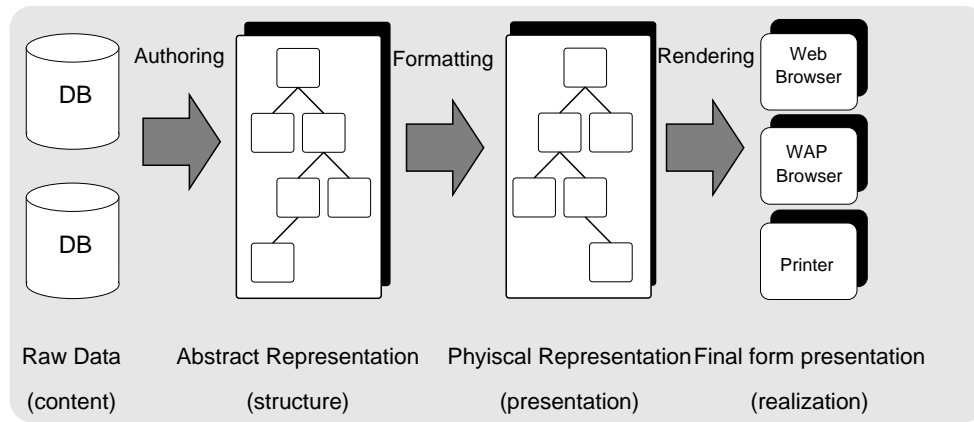 Authoring
Formatting
Rendering
DB
DB
Web
Browser
WAP
Browser
Printer
Raw Data
(content)
Abstract Representation
(structure)
Phyiscal Representation
(presentation)
Final form presentation
(realization)